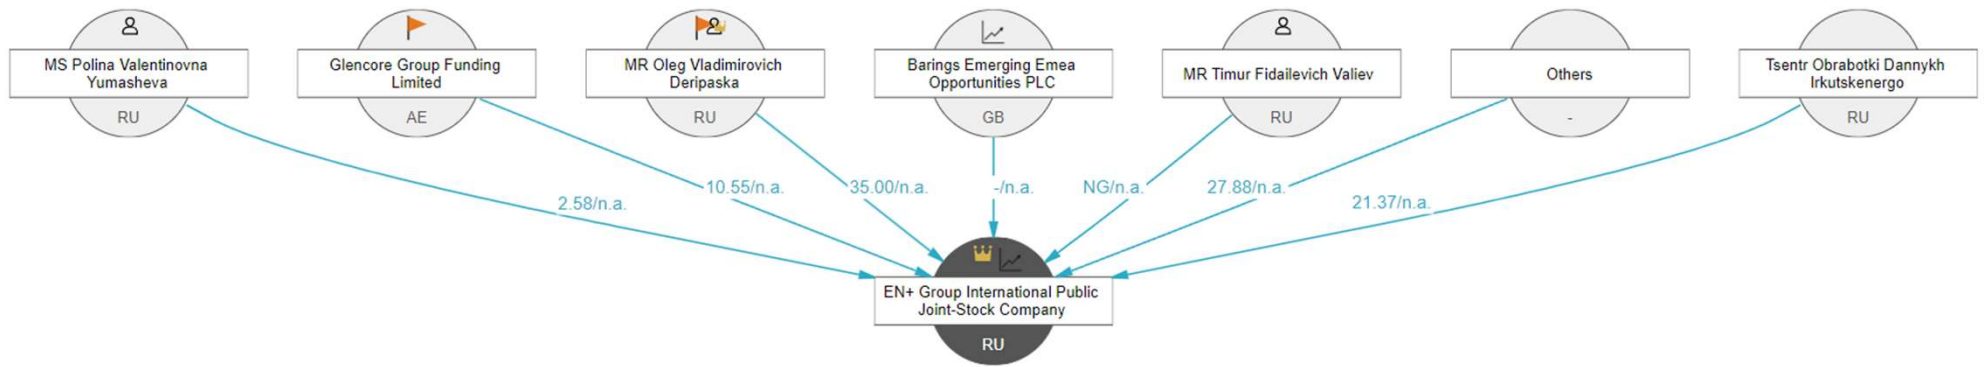 MS Polina Valentinovna
Yumasheva
RU
Glencore Group Funding
Limited
AE
MR Oleg Vladimirovich
Deripaska
RU
Barings Emerging Emea
Opportunities PLC
GB
MR Timur Fidailevich Valiev
RU
Others
-
Tsentr Obrabotki Dannykh
Irkutskenergo
RU
2.58/n.a.
10.55/n.a.
35.00/n.a.
-/n.a.
NG/n.a.
27.88/n.a.
21.37/n.a.
EN+ Group International Public
Joint-Stock Company
RU